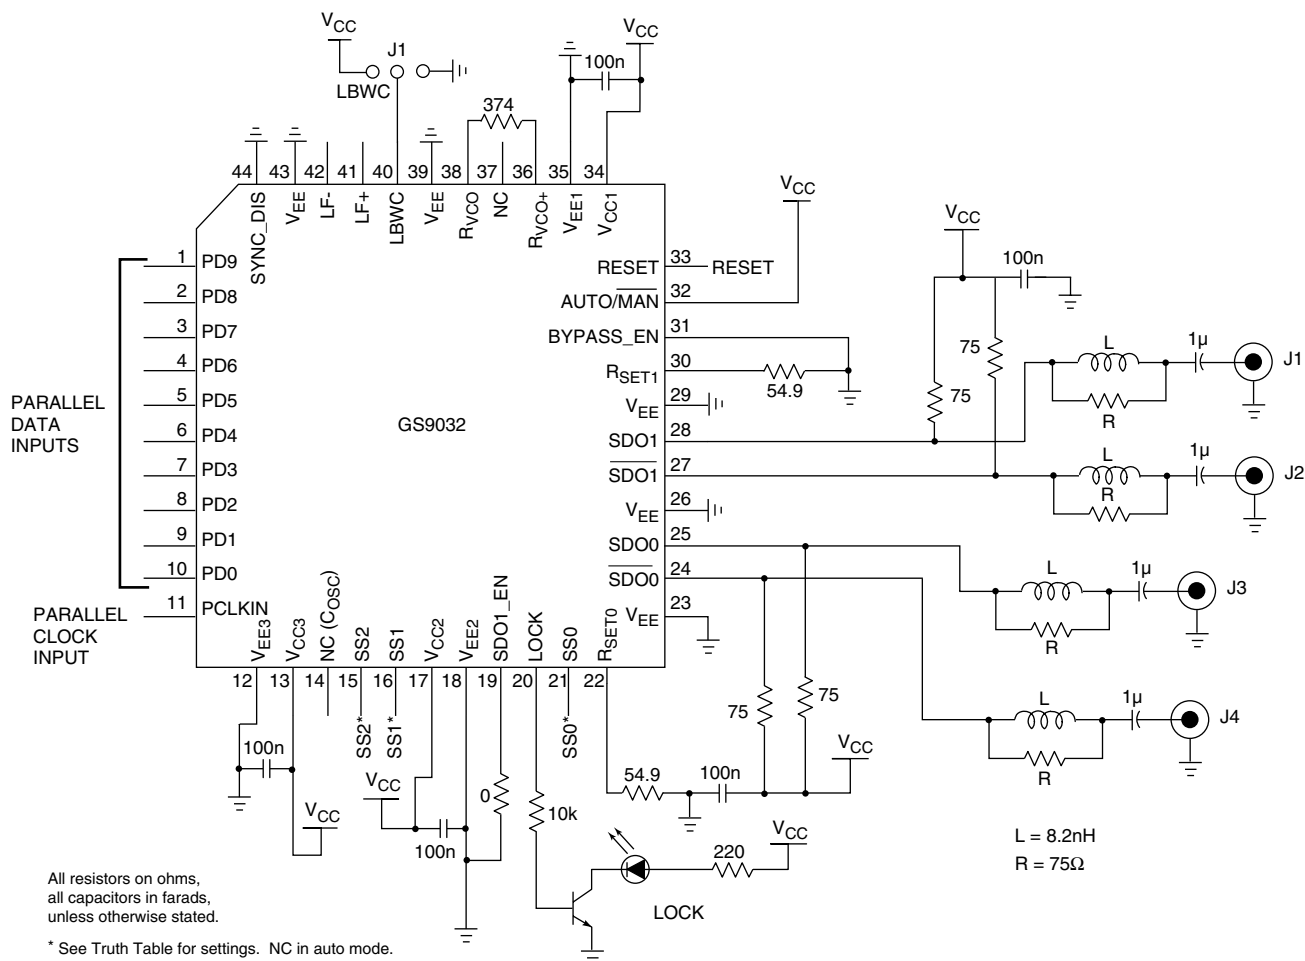 VCC
J1
LBWC
374
100n
VCC
44 43 42 41 40 39 38 37 36 35 34
SYNC_DIS
VEE
LF-
LF+
LBWC
VEE
RVCO
NC
RVCO+
VEE1
VCC1
PARALLEL
DATA
INPUTS
1 PD9
2 PD8
3 PD7
4 PD6
5 PD5
6 PD4
7 PD3
8 PD2
9 PD1
10 PD0
11 PCLKIN
PARALLEL
CLOCK
INPUT
GS9032
RESET 33 RESET
AUTO/MAN 32
BYPASS_EN 31
RSET1 30
54.9
VEE 29
SDO1 28
SDO1 27
VEE 26
SDO0 25
SDO0 24
VEE 23
VCC
VCC
100n
75
75
L
R
1µ
J1
L
R
1µ
J2
L
R
1µ
J3
L
R
1µ
J4
VEE3
VCC3
NC (COSC)
SS2
SS1
VCC2
VEE2
SDO1_EN
LOCK
SS0
RSET0
12 13 14 15 16 17 18 19 20 21 22
SS2*
SS1*
SS0*
100n
VCC
VCC
100n
0
10k
54.9
100n
75
75
VCC
220
VCC
LOCK
L = 8.2nH
R = 75Ω
All resistors on ohms,
all capacitors in farads,
unless otherwise stated.
* See Truth Table for settings. NC in auto mode.